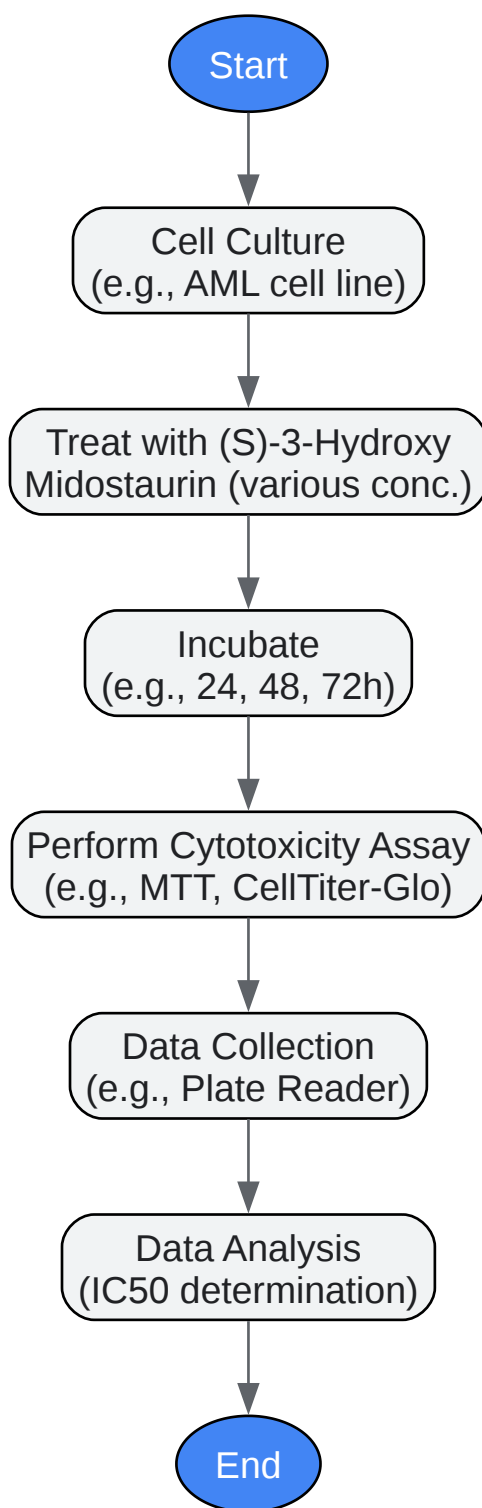 Start
Cell Culture
(e.g., AML cell line)
Treat with (S)-3-Hydroxy
Midostaurin (various conc.)
Incubate
(e.g., 24, 48, 72h)
Perform Cytotoxicity Assay
(e.g., MTT, CellTiter-Glo)
Data Collection
(e.g., Plate Reader)
Data Analysis
(IC50 determination)
End